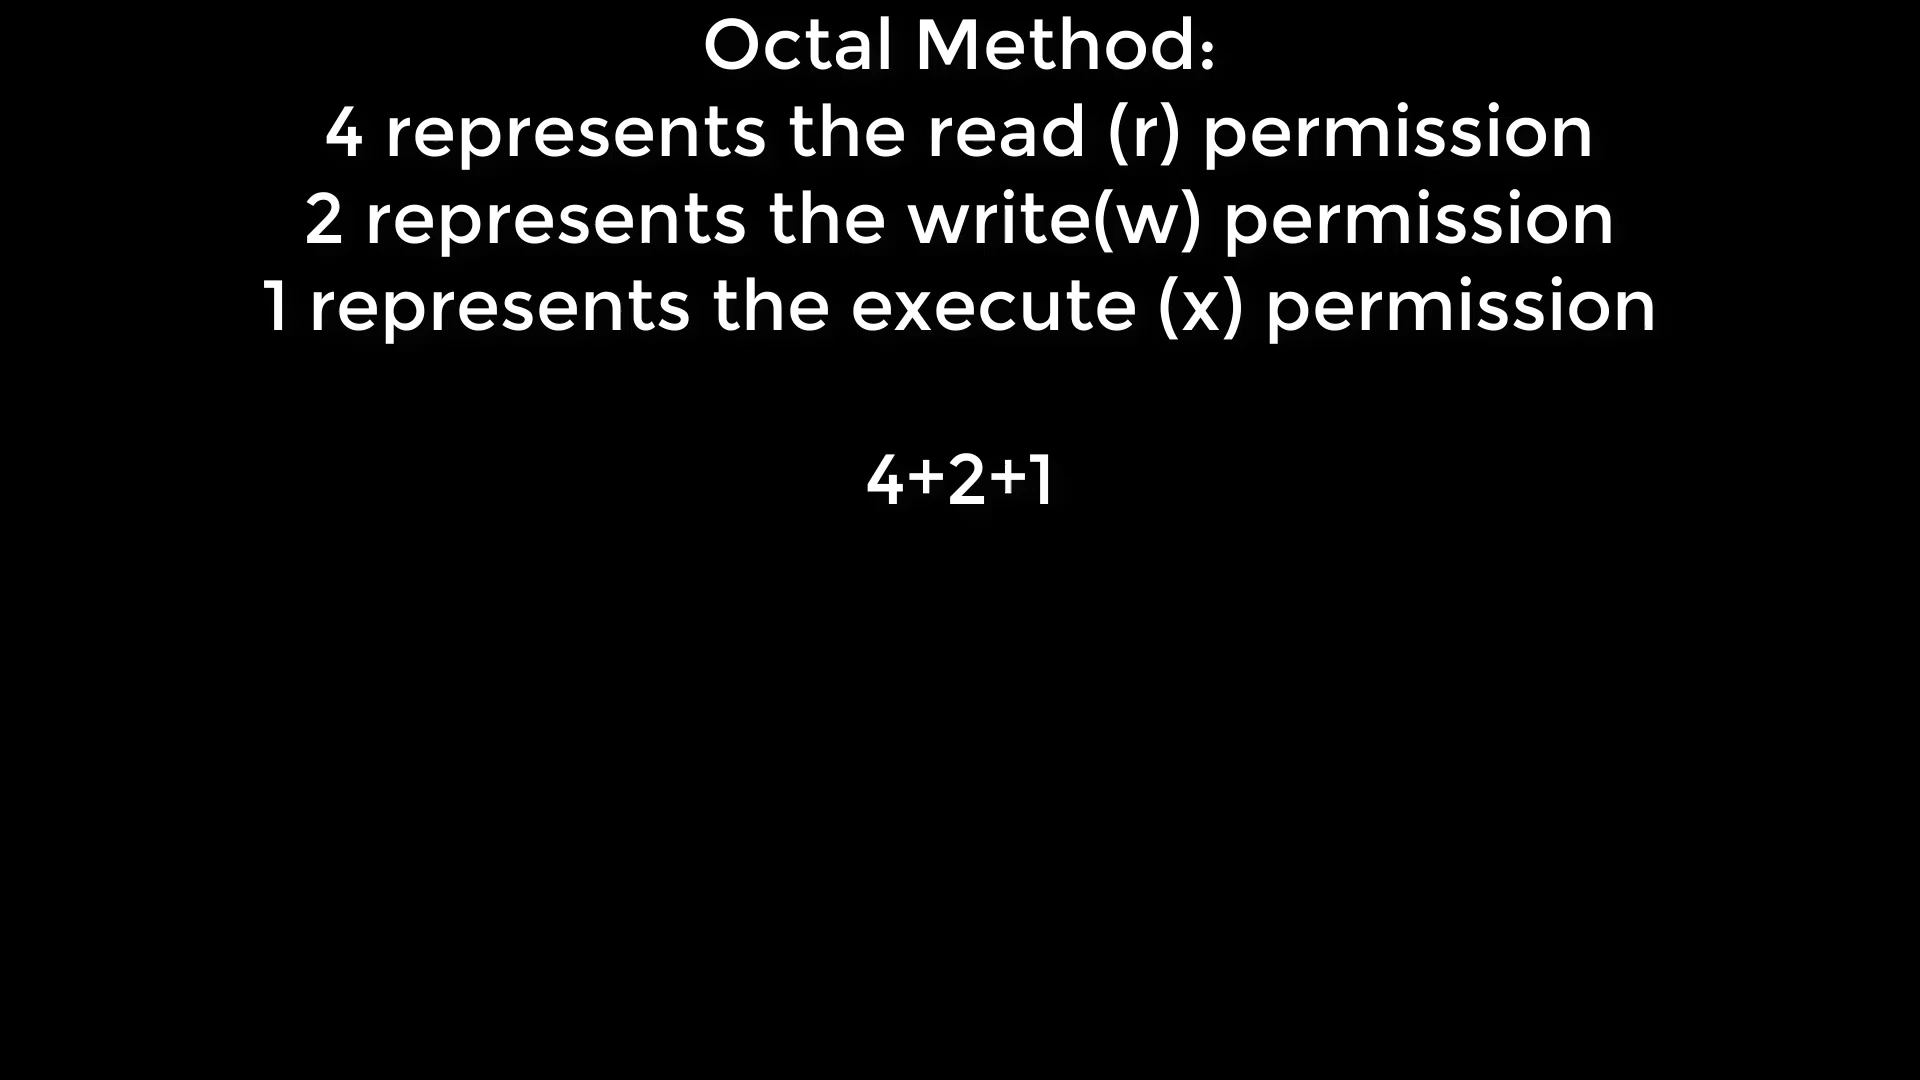 Octal Method:
4 represents the read (r) permission
2 represents the write(w) permission
1 represents the execute (x) permission
4+2+1